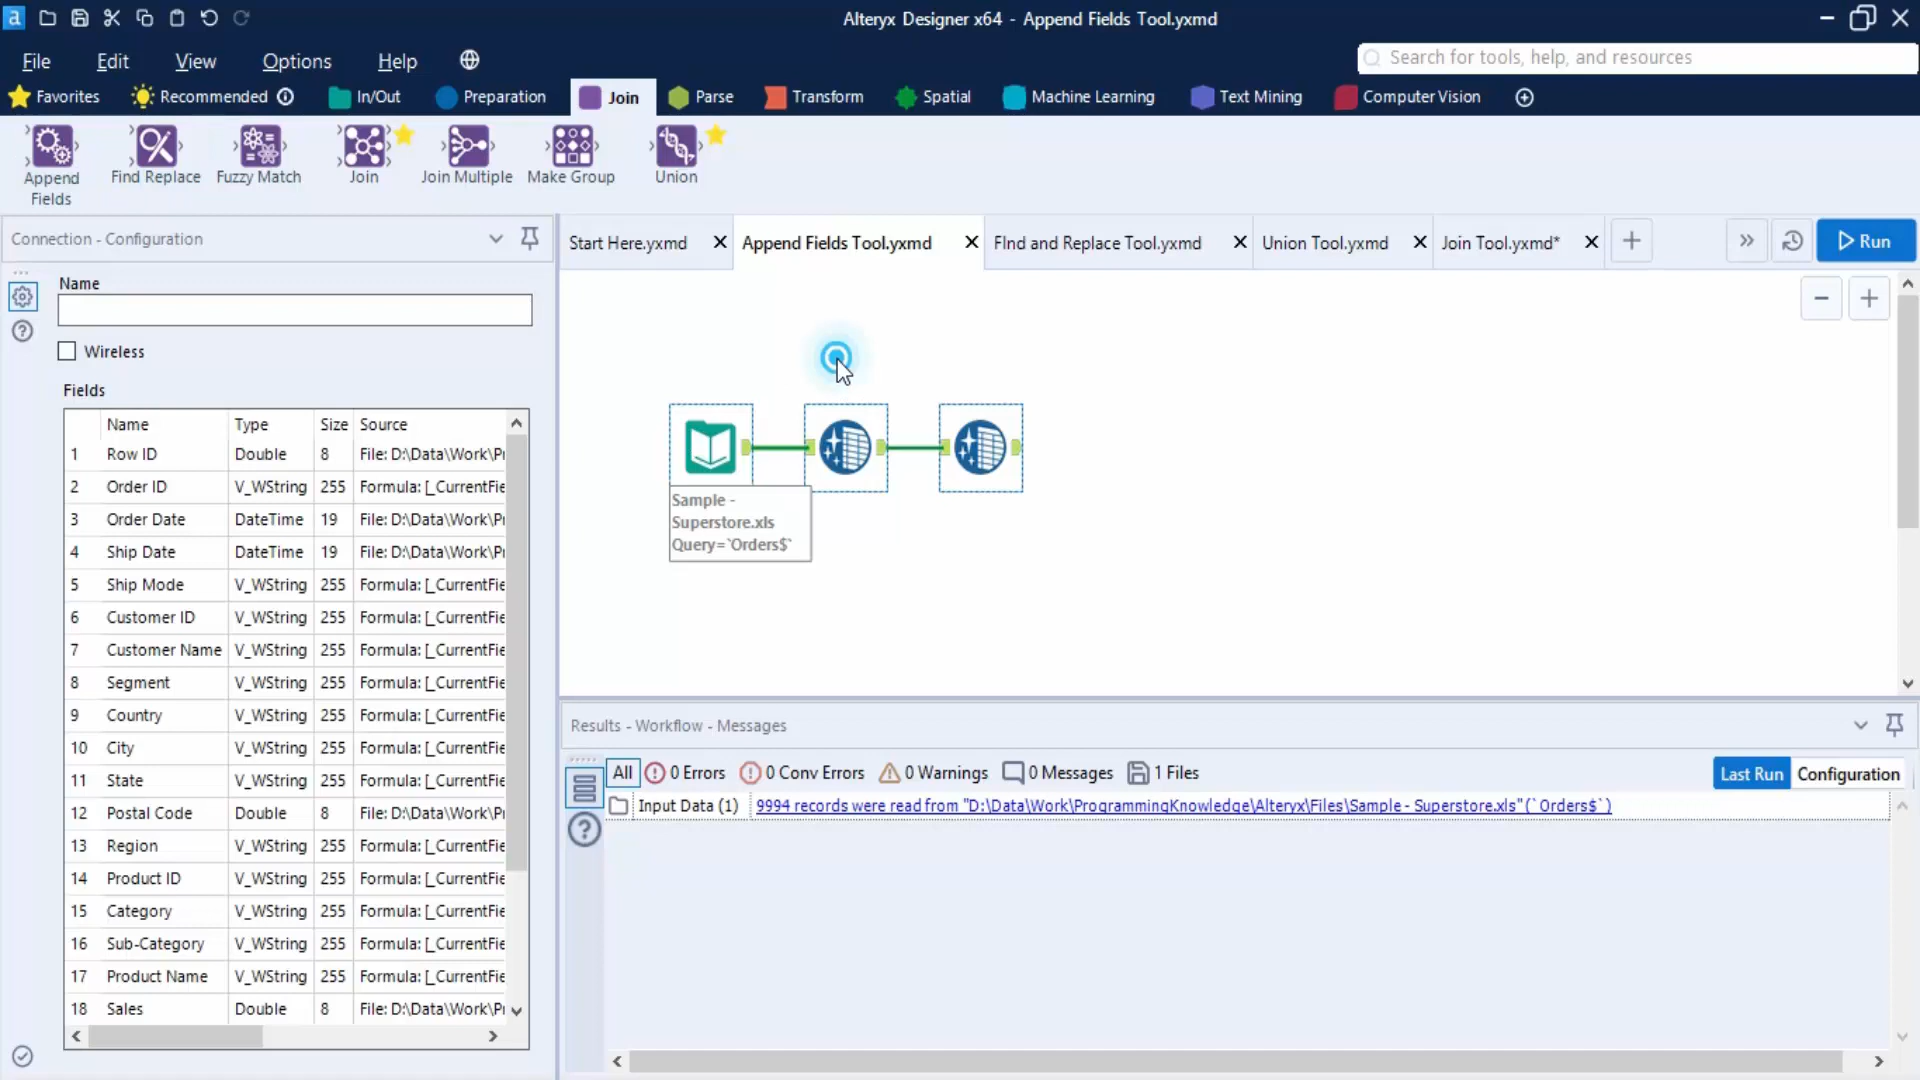 a
Alteryx Designer x64 - Append Fields Tool.yxmd
File Edit View Options Help
Search for tools, help, and resources
Favorites Recommended In/Out Preparation Join Parse Transform Spatial Machine Learning Text Mining Computer Vision
Append Fields
Find Replace
Fuzzy Match
Join
Join Multiple
Make Group
Union
Connection - Configuration
Start Here.yxmd
Append Fields Tool.yxmd
FInd and Replace Tool.yxmd
Union Tool.yxmd
Join Tool.yxmd*
Run
Name
Wireless
Fields
Name Type Size Source
1 Row ID Double 8 File: D:\Data\Work\Pr
2 Order ID V_WString 255 Formula: [_CurrentFie
3 Order Date DateTime 19 File: D:\Data\Work\Pr
4 Ship Date DateTime 19 File: D:\Data\Work\Pr
5 Ship Mode V_WString 255 Formula: [_CurrentFie
6 Customer ID V_WString 255 Formula: [_CurrentFie
7 Customer Name V_WString 255 Formula: [_CurrentFie
8 Segment V_WString 255 Formula: [_CurrentFie
9 Country V_WString 255 Formula: [_CurrentFie
10 City V_WString 255 Formula: [_CurrentFie
11 State V_WString 255 Formula: [_CurrentFie
12 Postal Code Double 8 File: D:\Data\Work\Pr
13 Region V_WString 255 Formula: [_CurrentFie
14 Product ID V_WString 255 Formula: [_CurrentFie
15 Category V_WString 255 Formula: [_CurrentFie
16 Sub-Category V_WString 255 Formula: [_CurrentFie
17 Product Name V_WString 255 Formula: [_CurrentFie
18 Sales Double 8 File: D:\Data\Work\Pr
Sample -
Superstore.xls
Query=`Orders$`
Results - Workflow - Messages
All 0 Errors 0 Conv Errors 0 Warnings 0 Messages 1 Files
Last Run Configuration
Input Data (1) 9994 records were read from "D:\Data\Work\ProgrammingKnowledge\Alteryx\Files\Sample - Superstore.xls" (`Orders$`)